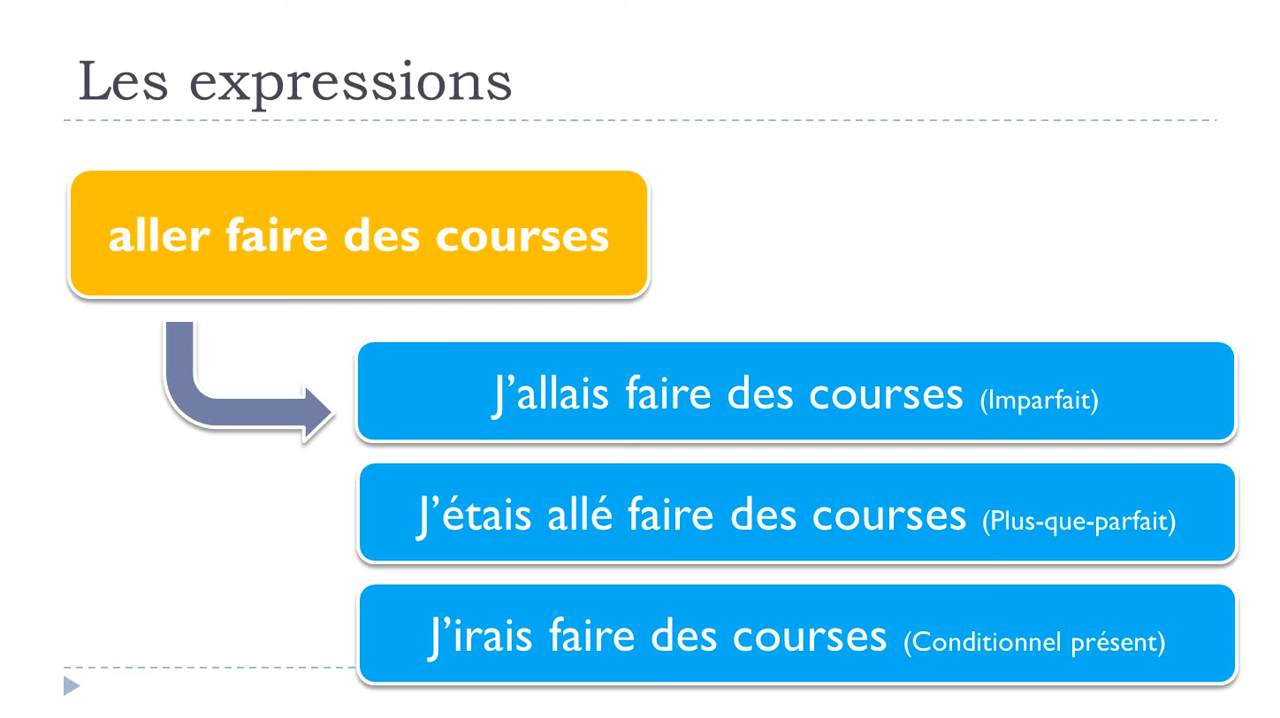 Les expressions
aller faire des courses
J’allais faire des courses (Imparfait)
J’étais allé faire des courses (Plus-que-parfait)
J’irais faire des courses (Conditionnel présent)